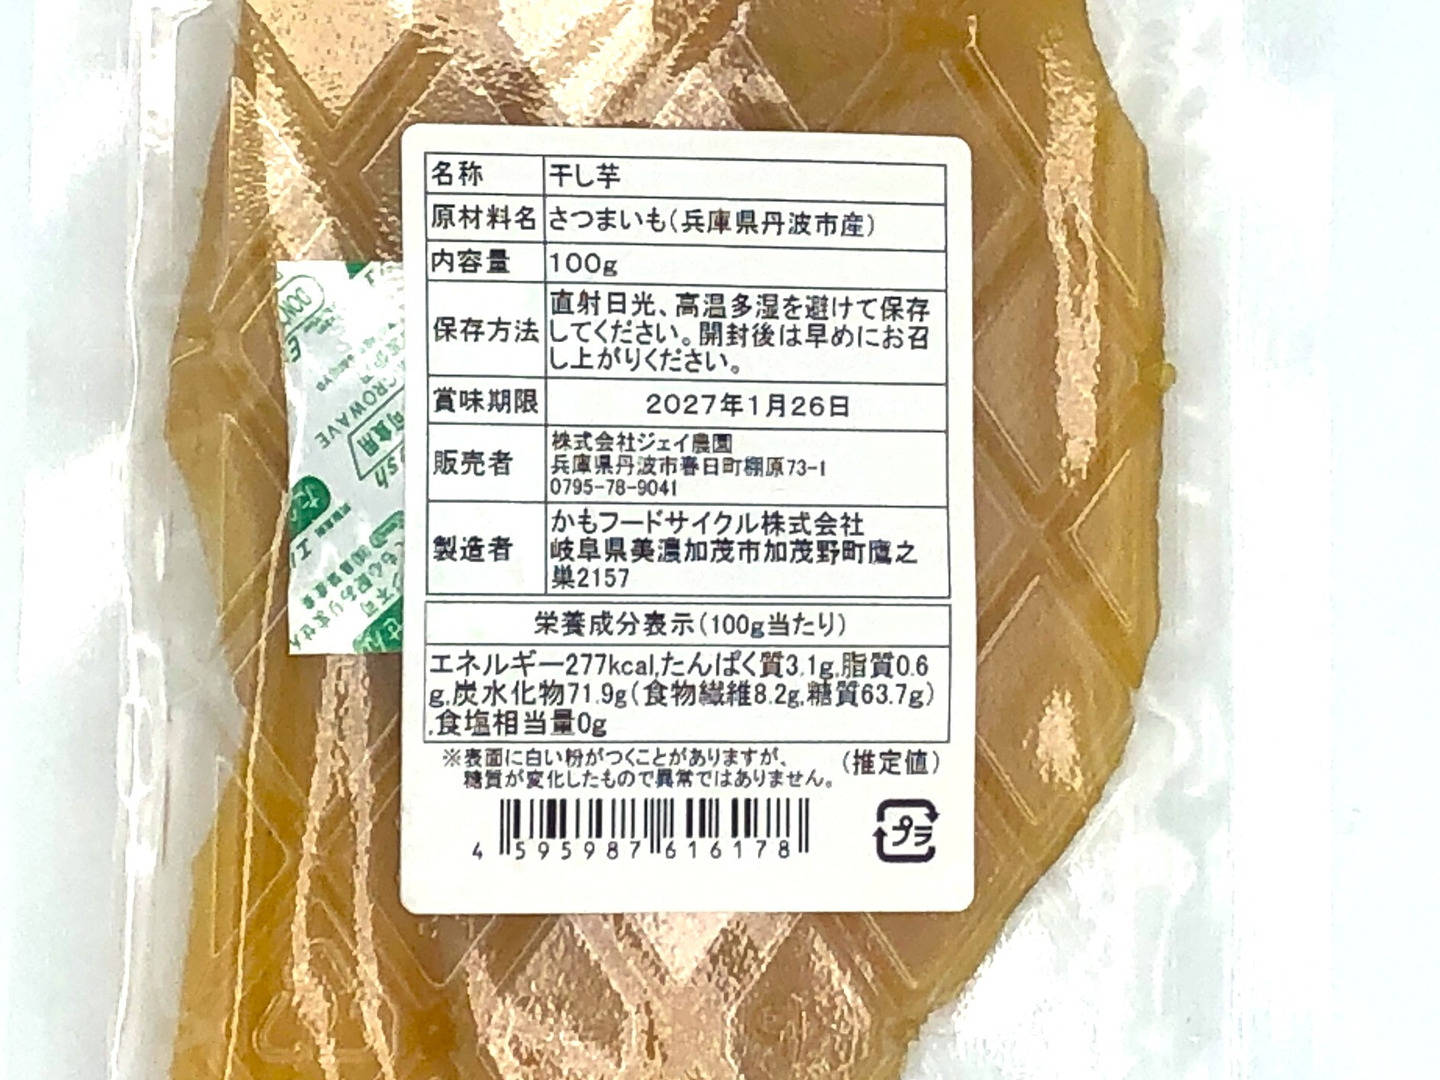 名称 干し芋
原材料名 さつまいも(兵庫県丹波市産)
内容量 100g
保存方法 直射日光、高温多湿を避けて保存
してください。開封後は早めにお召
し上がりください。
賞味期限 2027年1月26日
販売者 株式会社ジェイ農園
兵庫県丹波市春日町棚原73-1
0795-78-9041
製造者 かもフードサイクル株式会社
岐阜県美濃加茂市加茂野町鷹之
巣2157
栄養成分表示(100g当たり)
エネルギー277kcal,たんぱく質3.1g,脂質0.6
g,炭水化物71.9g(食物繊維8.2g,糖質63.7g)
,食塩相当量0g
※表面に白い粉がつくことがありますが、 (推定値)
糖質が変化したもので異常ではありません。
4 595987 616178
プラ
CROWAVE